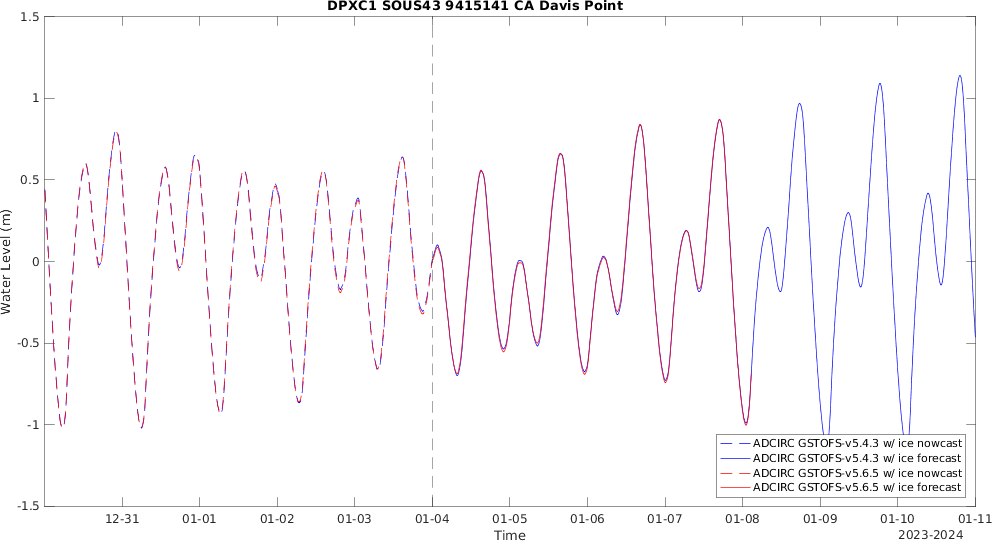 DPXC1 SOUS43 9415141 CA Davis Point
1.5
1
0.5
0
-0.5
-1
-1.5
Water Level (m)
ADCIRC GSTOFS-v5.4.3 w/ ice nowcast
ADCIRC GSTOFS-v5.4.3 w/ ice forecast
ADCIRC GSTOFS-v5.6.5 w/ ice nowcast
ADCIRC GSTOFS-v5.6.5 w/ ice forecast
12-31 01-01 01-02 01-03 01-04 01-05 01-06 01-07 01-08 01-09 01-10 01-11
Time
2023-2024